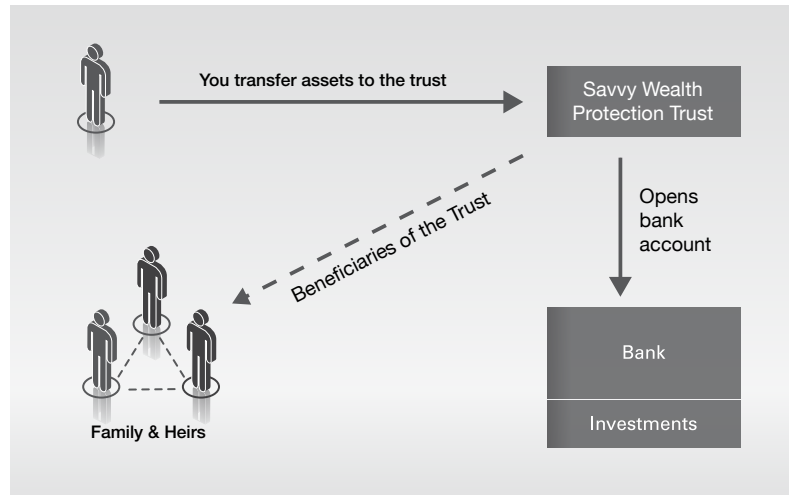 You transfer assets to the trust
Savvy Wealth
Protection Trust
Beneficiaries of the Trust
Opens
bank
account
Bank
Investments
Family & Heirs